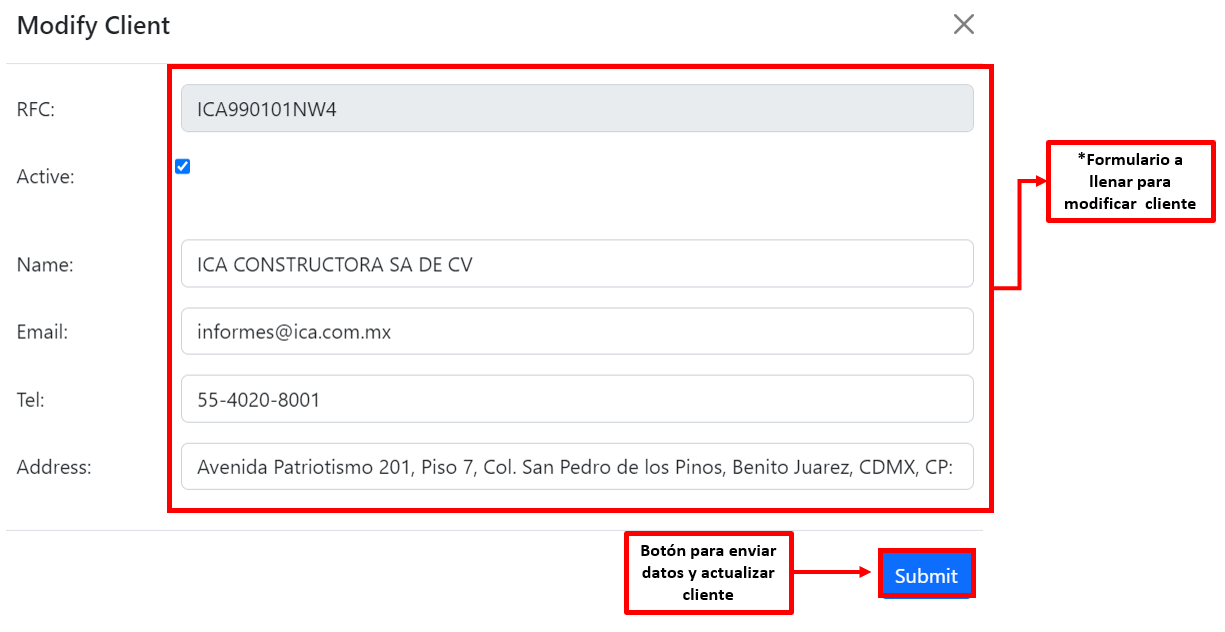 Modify Client
RFC:
ICA990101NW4
Active:
*Formulario a
llenar para
modificar cliente
Name:
ICA CONSTRUCTORA SA DE CV
Email:
informes@ica.com.mx
Tel:
55-4020-8001
Address:
Avenida Patriotismo 201, Piso 7, Col. San Pedro de los Pinos, Benito Juarez, CDMX, CP:
Botón para enviar
datos y actualizar
cliente
Submit